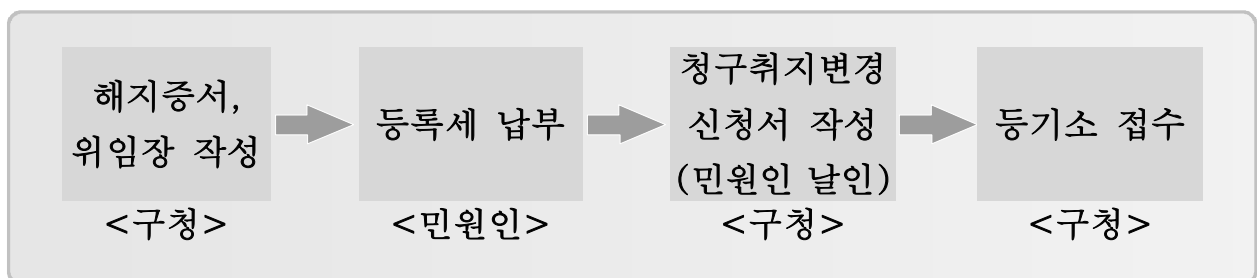 해지증서,
위임장 작성
<구청>
등록세 납부
<민원인>
청구취지변경
신청서 작성
(민원인 날인)
<구청>
등기소 접수
<구청>